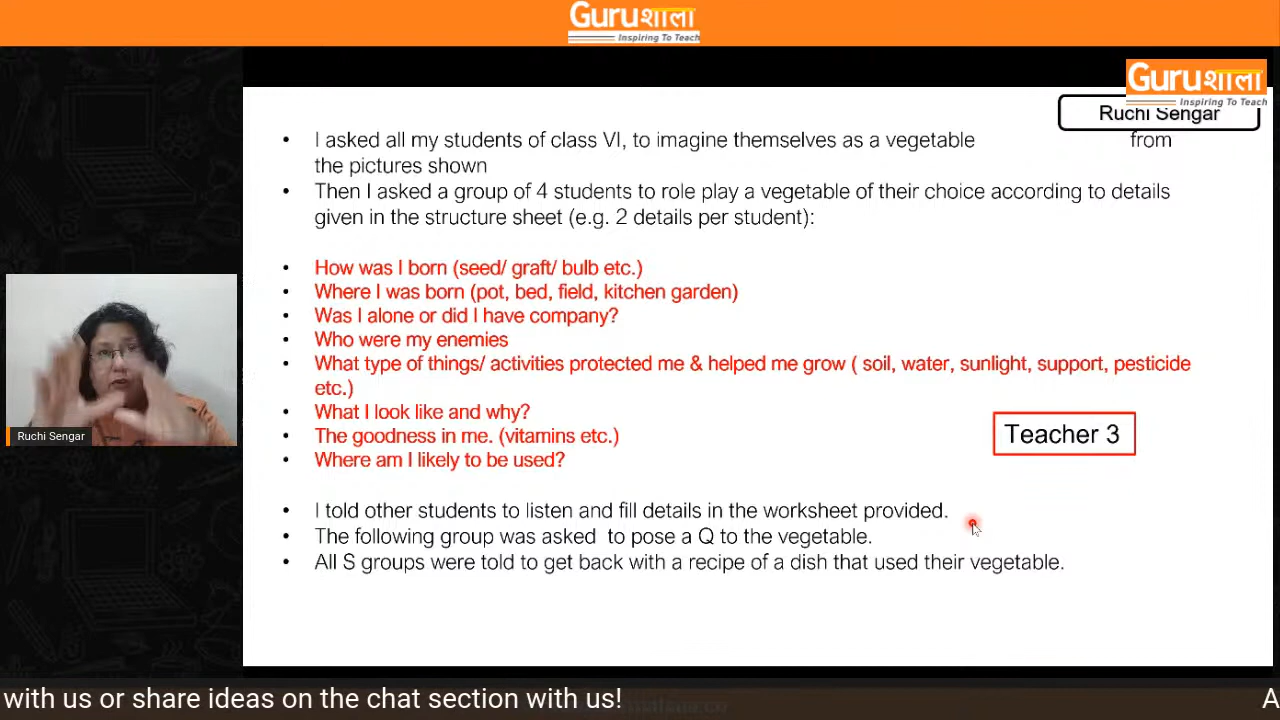 Guruशाला
Inspiring To Teach
Guruशाला
Inspiring To Teach
Ruchi Sengar
• I asked all my students of class VI, to imagine themselves as a vegetable from
the pictures shown
• Then I asked a group of 4 students to role play a vegetable of their choice according to details
given in the structure sheet (e.g. 2 details per student):
• How was I born (seed/ graft/ bulb etc.)
• Where I was born (pot, bed, field, kitchen garden)
• Was I alone or did I have company?
• Who were my enemies
• What type of things/ activities protected me & helped me grow ( soil, water, sunlight, support, pesticide
etc.)
• What I look like and why?
• The goodness in me. (vitamins etc.)
• Where am I likely to be used?
Teacher 3
Ruchi Sengar
• I told other students to listen and fill details in the worksheet provided.
• The following group was asked to pose a Q to the vegetable.
• All S groups were told to get back with a recipe of a dish that used their vegetable.
with us or share ideas on the chat section with us! A